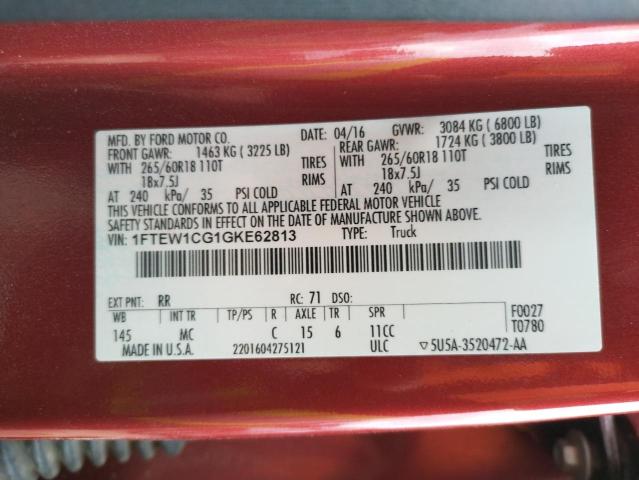 MFD. BY FORD MOTOR CO. DATE: 04/16 GVWR: 3084 KG ( 6800 LB)
FRONT GAWR: 1463 KG ( 3225 LB) REAR GAWR: 1724 KG ( 3800 LB)
WITH 265/60R18 110T TIRES WITH 265/60R18 110T TIRES
18x7.5J RIMS 18x7.5J RIMS
AT 240 kPa/ 35 PSI COLD AT 240 kPa/ 35 PSI COLD
THIS VEHICLE CONFORMS TO ALL APPLICABLE FEDERAL MOTOR VEHICLE
SAFETY STANDARDS IN EFFECT ON THE DATE OF MANUFACTURE SHOWN ABOVE.
VIN: 1FTEW1CG1GKE62813 TYPE: Truck
EXT PNT: RR RC: 71 DSO:
WB INT TR TP/PS R AXLE TR SPR F0027
145 MC C 15 6 11CC T0780
MADE IN U.S.A. 2201604275121 ULC ▽ 5U5A-3520472-AA